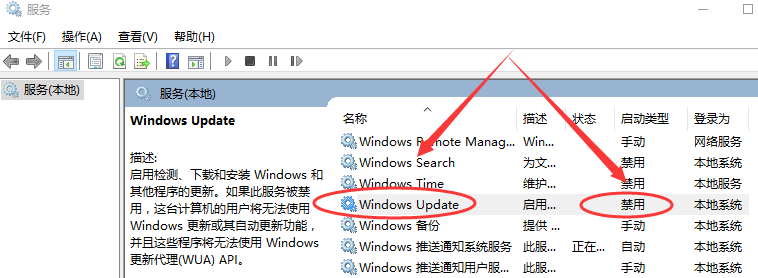 服务
文件(F) 操作(A) 查看(V) 帮助(H)
服务(本地)
服务(本地)
Windows Update
描述:
启用检测、下载和安装 Windows 和
其他程序的更新。如果此服务被禁
用，这台计算机的用户将无法使用
Windows 更新或其自动更新功能，
并且这些程序将无法使用 Windows
更新代理(WUA) API。
名称 描述 状态 启动类型 登录为
Windows Remote Manag... Win... 手动 网络服务
Windows Search 为文... 禁用 本地系统
Windows Time 维护... 禁用 本地服务
Windows Update 启用... 禁用 本地系统
Windows 备份 提供 ... 手动 本地系统
Windows 推送通知系统服务 此服... 正在... 自动 本地系统
Windows 推送通知用户服... 此服... 手动 本地系统